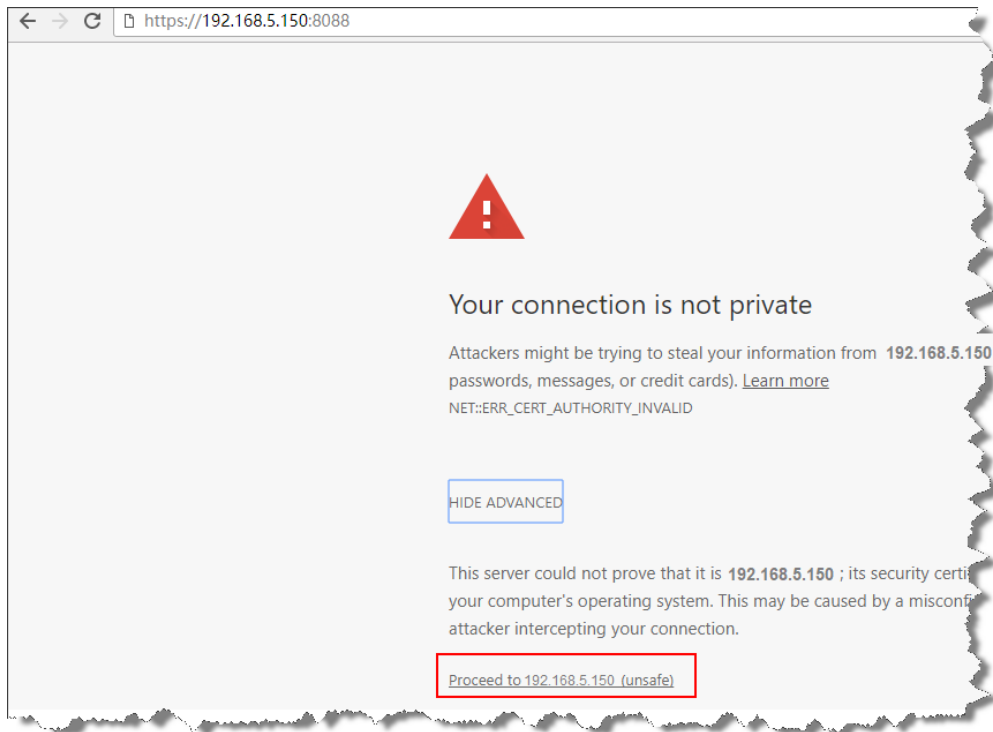 https://192.168.5.150:8088
Your connection is not private
Attackers might be trying to steal your information from 192.168.5.150
passwords, messages, or credit cards). Learn more
NET::ERR_CERT_AUTHORITY_INVALID
HIDE ADVANCED
This server could not prove that it is 192.168.5.150 ; its security
your computer's operating system. This may be caused by a
attacker intercepting your connection.
Proceed to 192.168.5.150 (unsafe)